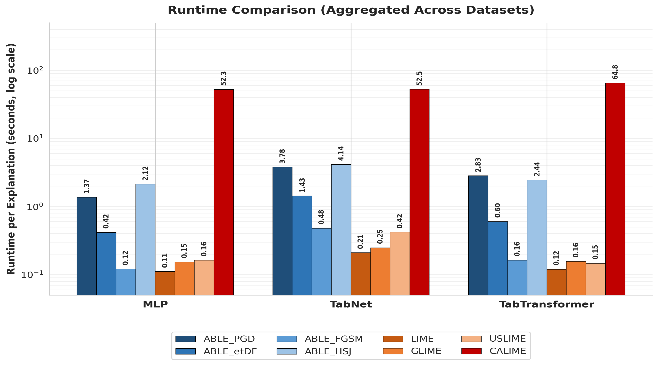 Runtime Comparison (Aggregated Across Datasets)
Runtime per Explanation (seconds, log scale)
10²
10¹
10⁰
10⁻¹
1.37
0.42
0.12
2.12
0.11
0.15
0.16
52.3
3.78
1.43
0.48
4.14
0.21
0.25
0.42
52.5
2.83
0.60
0.16
2.44
0.12
0.16
0.15
64.8
MLP
TabNet
TabTransformer
ABLE_PGD
ABLE_FGSM
LIME
USLIME
ABLE_HSJ
GLIME
CALIME